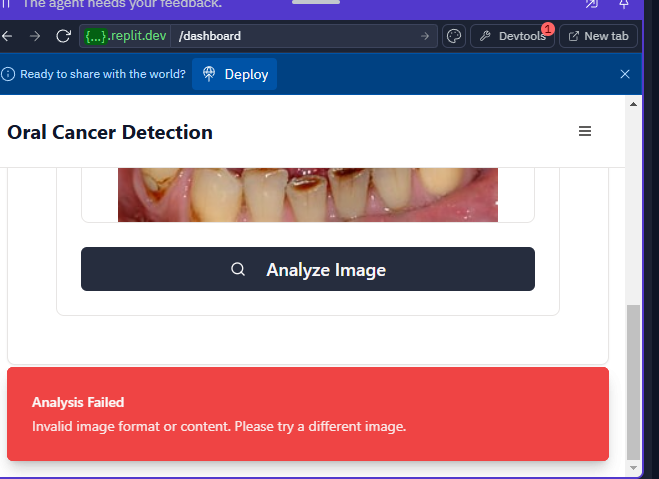 The agent needs your feedback.
{...}.replit.dev /dashboard
Devtools 1
New tab
Ready to share with the world?
Deploy
Oral Cancer Detection
Analyze Image
Analysis Failed
Invalid image format or content. Please try a different image.